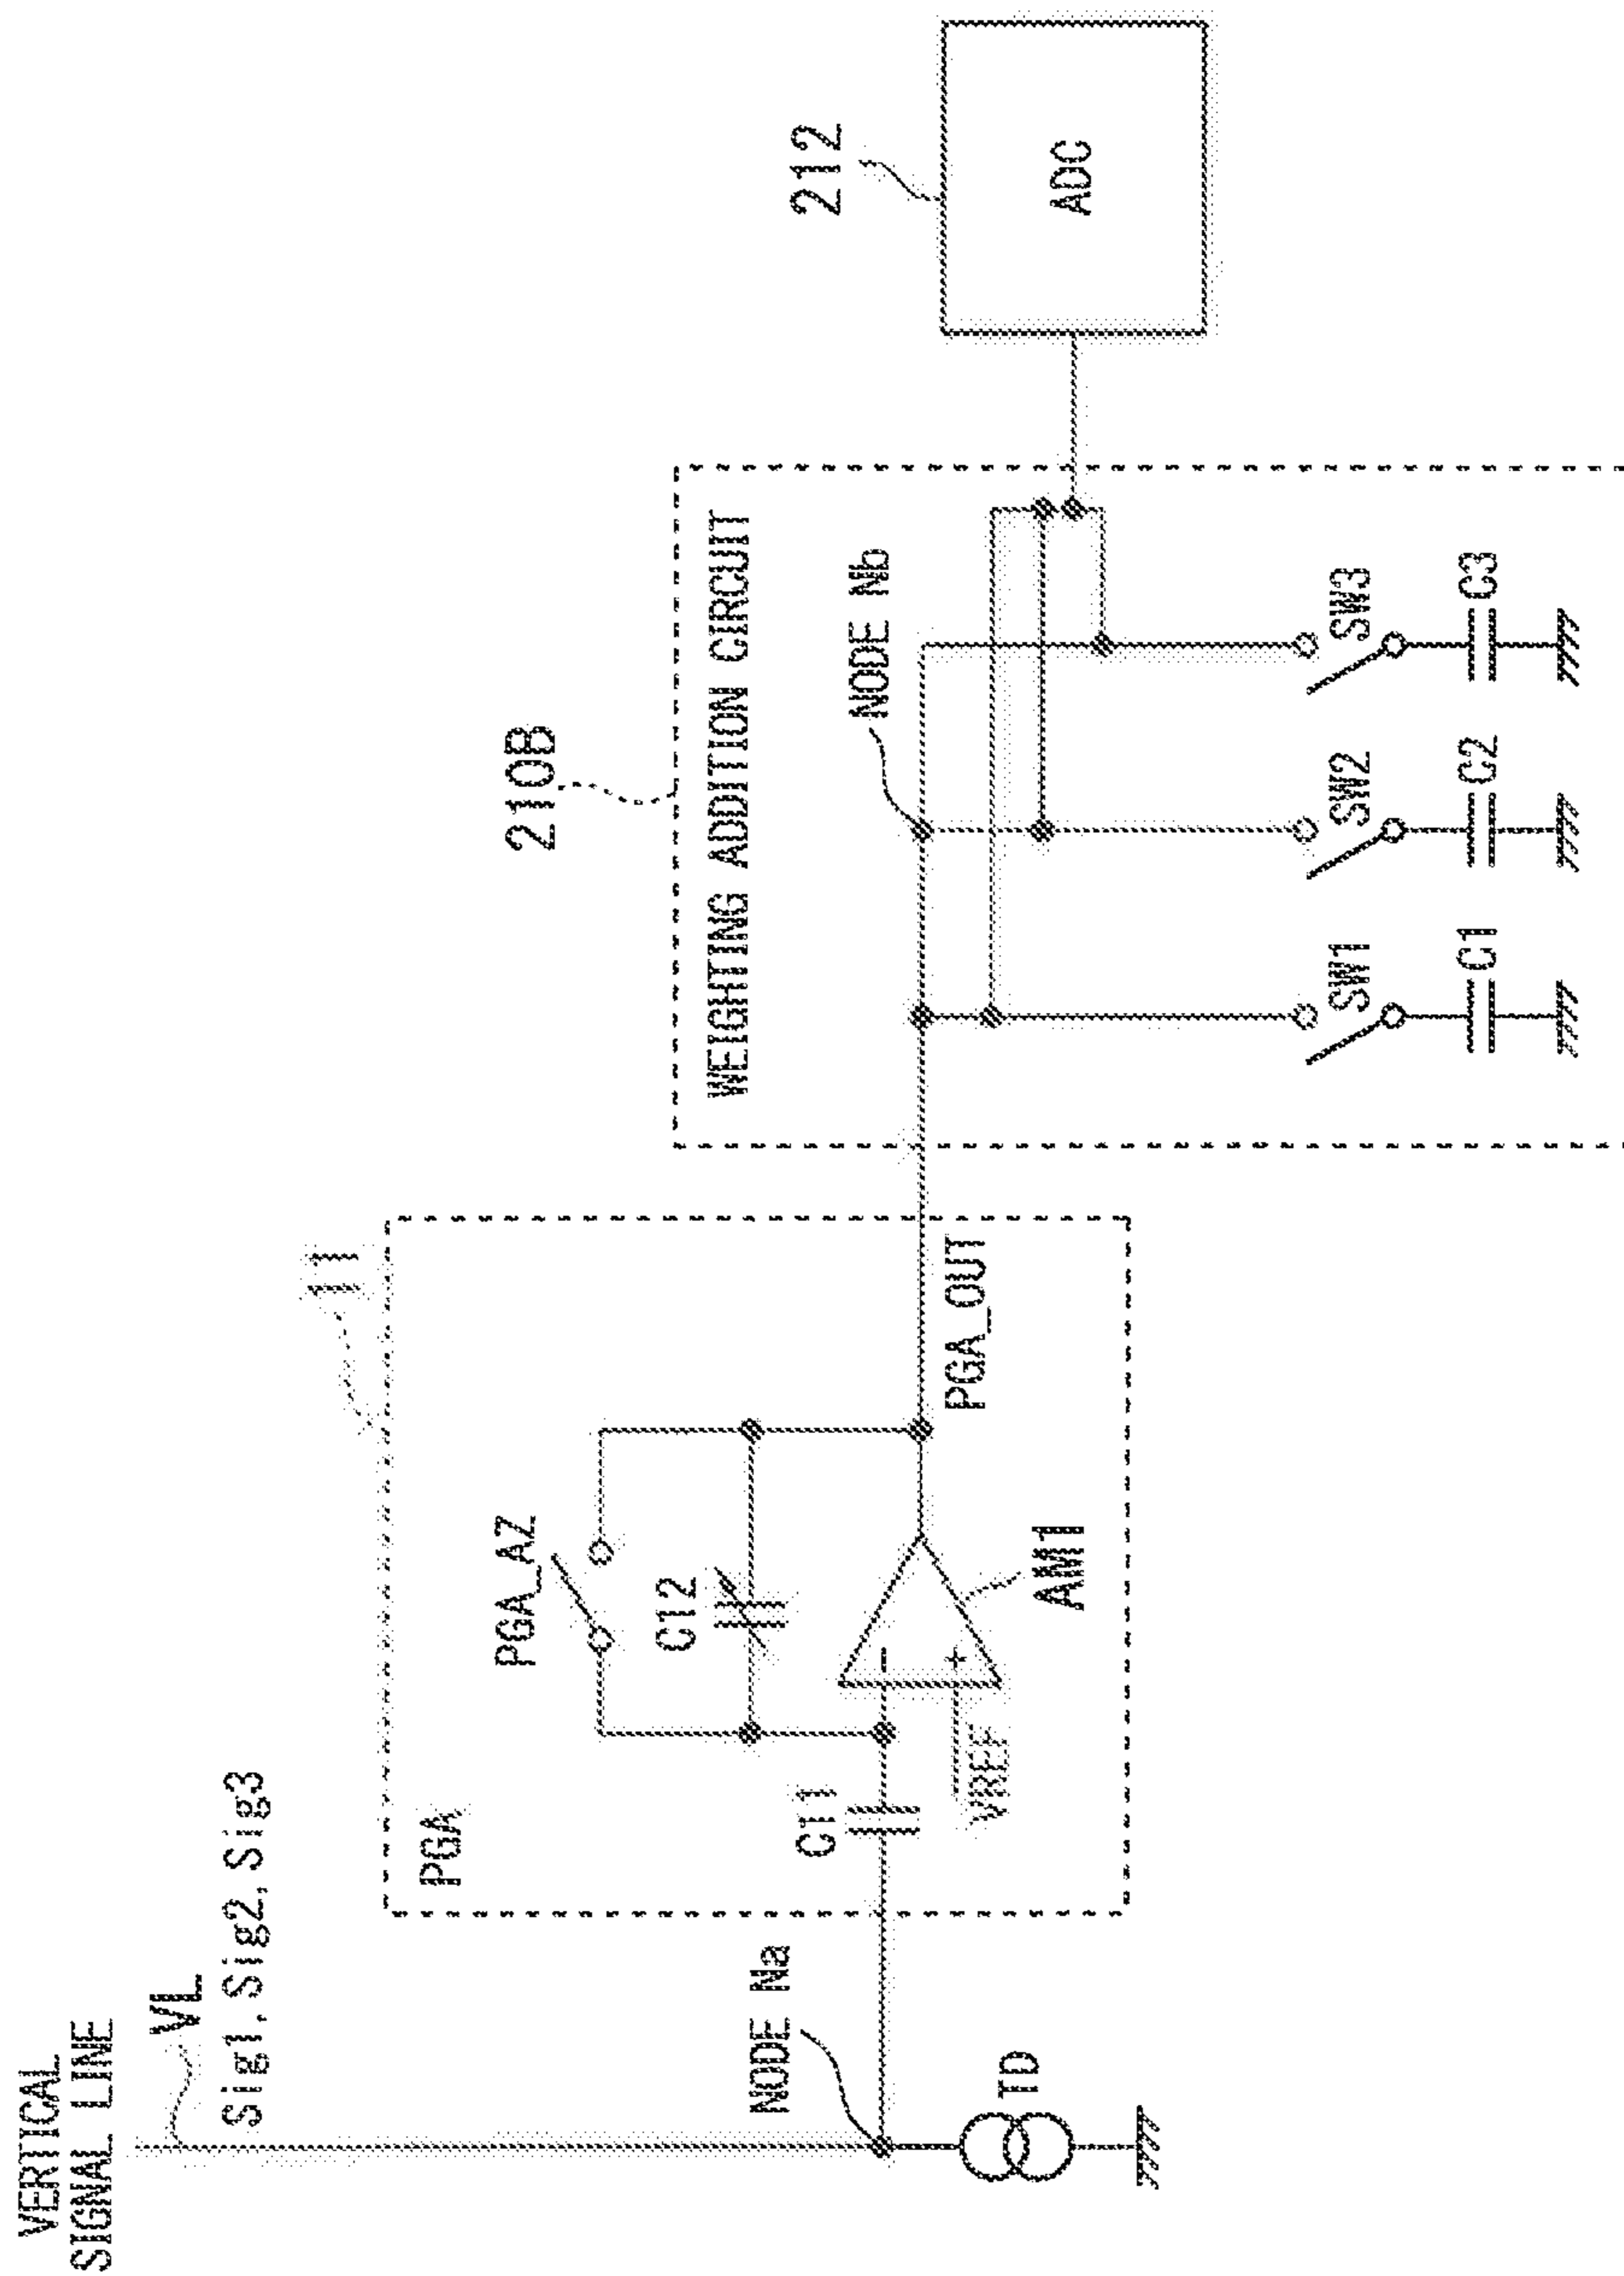 VERTICAL
SIGNAL LINE
VL
Sig1, Sig2, Sig3
NODE Na
TD
PGA
11
C11
VREF
PGA_AZ
C12
AM1
PGA_OUT
210B
WEIGHTING ADDITION CIRCUIT
NODE Nb
SW1
C1
SW2
C2
SW3
C3
212
ADC